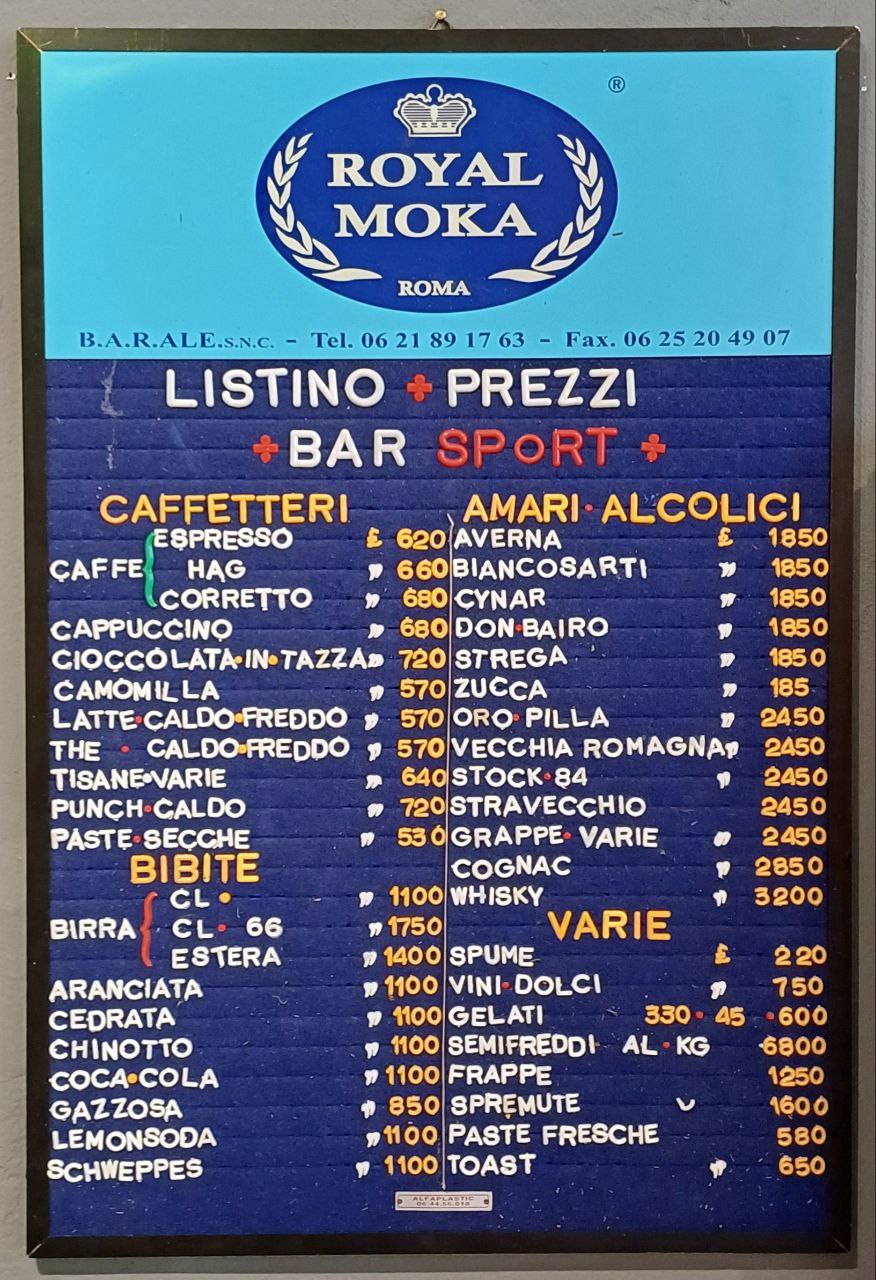 ®
ROYAL
MOKA
ROMA
B.A.R.ALE.S.N.C. - Tel. 06 21 89 17 63 - Fax. 06 25 20 49 07
LISTINO PREZZI
BAR SPORT
CAFFETTERI
CAFFE ESPRESSO £ 620
HAG " 660
CORRETTO " 680
CAPPUCCINO " 680
CIOCCOLATA•IN•TAZZA " 720
CAMOMILLA " 570
LATTE•CALDO•FREDDO " 570
THE • CALDO•FREDDO " 570
TISANE•VARIE " 640
PUNCH•CALDO " 720
PASTE•SECCHE " 530
BIBITE
BIRRA CL • " 1100
CL• 66 " 1750
ESTERA " 1400
ARANCIATA " 1100
CEDRATA " 1100
CHINOTTO " 1100
COCA•COLA " 1100
GAZZOSA " 850
LEMONSODA " 1100
SCHWEPPES " 1100
AMARI•ALCOLICI
AVERNA £ 1850
BIANCOSARTI " 1850
CYNAR " 1850
DON•BAIRO " 1850
STREGA " 1850
ZUCCA " 185
ORO•PILLA " 2450
VECCHIA ROMAGNA " 2450
STOCK•84 " 2450
STRAVECCHIO 2450
GRAPPE•VARIE " 2450
COGNAC " 2850
WHISKY " 3200
VARIE
SPUME £ 220
VINI•DOLCI " 750
GELATI 330• 45 •600
SEMIFREDDI AL•KG 6800
FRAPPE 1250
SPREMUTE 1600
PASTE FRESCHE 580
TOAST " 650
ALFAPLASTIC
06.44.56.018